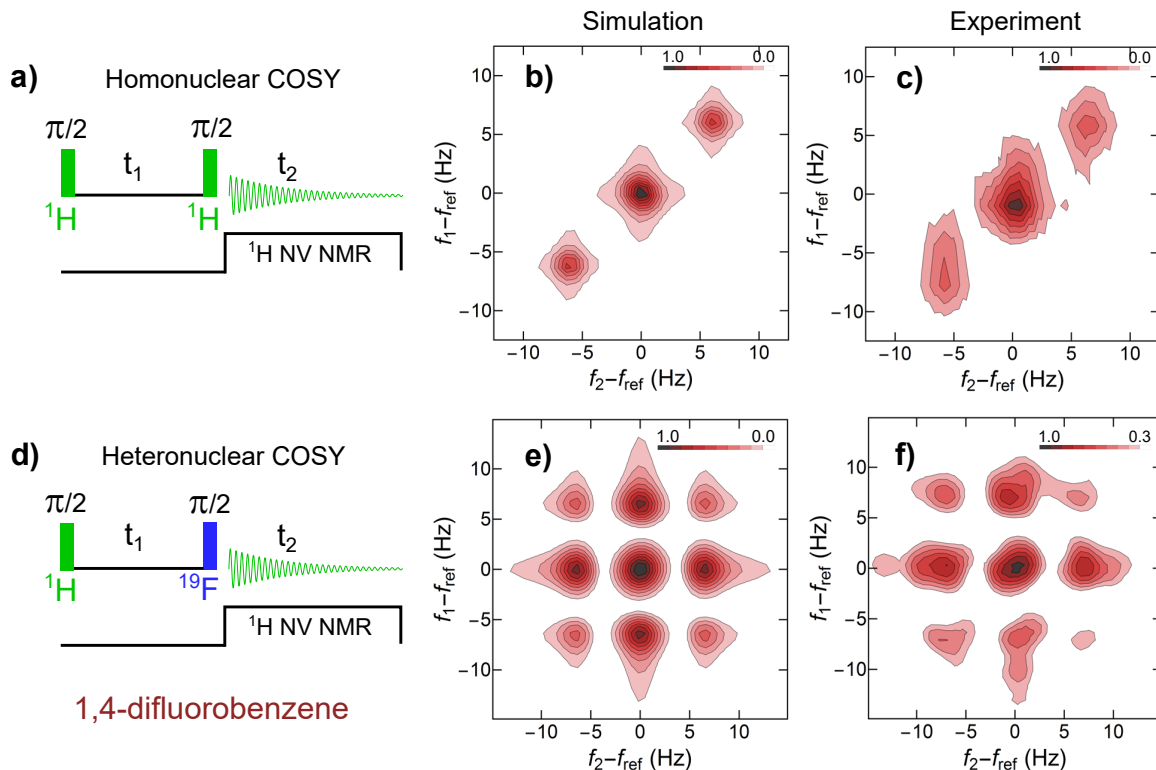 Simulation
Experiment
a)
Homonuclear COSY
π/2
π/2
t1
t2
1H
1H
1H NV NMR
b)
1.0
0.0
10
5
0
−5
−10
f1−fref (Hz)
−10
−5
0
5
10
f2−fref (Hz)
c)
1.0
0.0
10
5
0
−5
−10
f1−fref (Hz)
−10
−5
0
5
10
f2−fref (Hz)
d)
Heteronuclear COSY
π/2
π/2
t1
t2
1H
19F
1H NV NMR
1,4-difluorobenzene
e)
1.0
0.0
10
5
0
−5
−10
f1−fref (Hz)
−10
−5
0
5
10
f2−fref (Hz)
f)
1.0
0.3
10
5
0
−5
−10
f1−fref (Hz)
−10
−5
0
5
10
f2−fref (Hz)